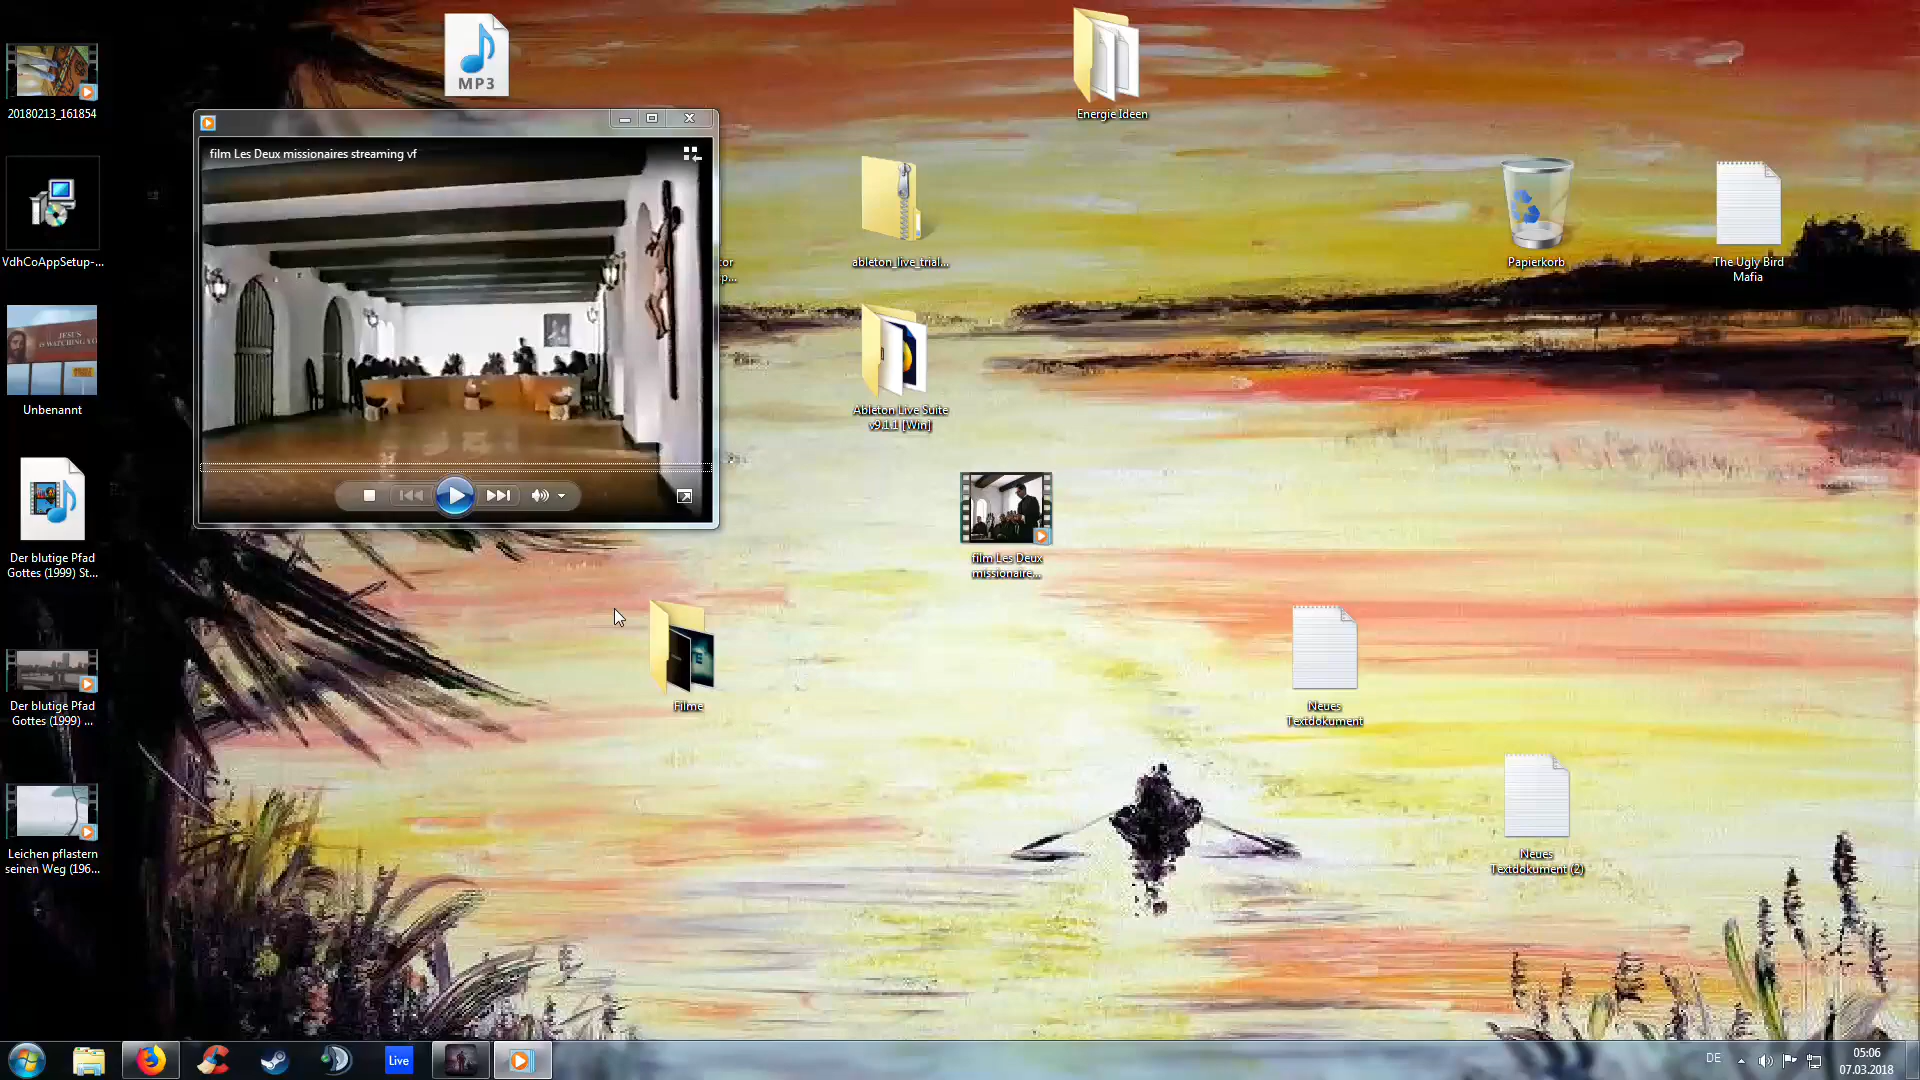 MP3
Energie Ideen
20180213_161854
film Les Deux missionaires streaming vf
VdhCoAppSetup-...
ableton_live_trial...
Papierkorb
The Ugly Bird
Mafia
JESUS
Unbenannt
Ableton Live Suite
v9.1.1 [Win]
Der blutige Pfad
Gottes (1999) St...
film Les Deux
missionaire...
Der blutige Pfad
Gottes (1999) ...
Filme
Neues
Textdokument
Leichen pflastern
seinen Weg (196...
Neues
Textdokument (2)
Live
DE
05:06
07.03.2018